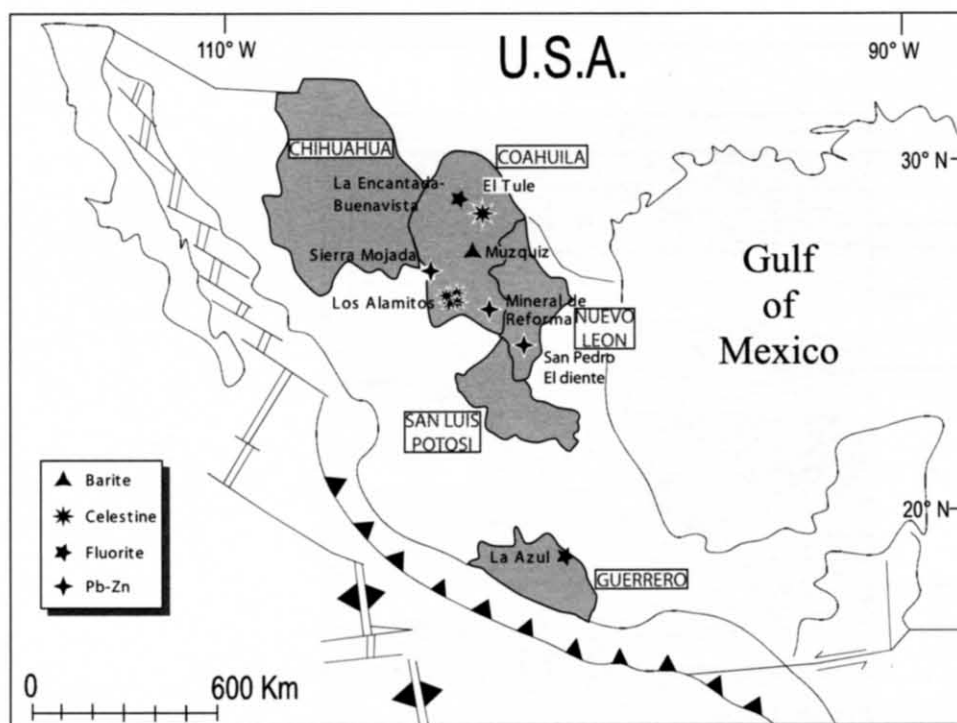 110° W
90° W
U.S.A.
30° N
CHIHUAHUA
COAHUILA
La Encantada-
Buenavista
El Tule
Sierra Mojada
Muzquiz
Los Alamitos
Mineral de
Reforma
NUEVO
LEON
San Pedro
El diente
SAN LUIS
POTOSI
Gulf
of
Mexico
Barite
Celestine
Fluorite
Pb-Zn
20° N
La Azul
GUERRERO
0
600 Km